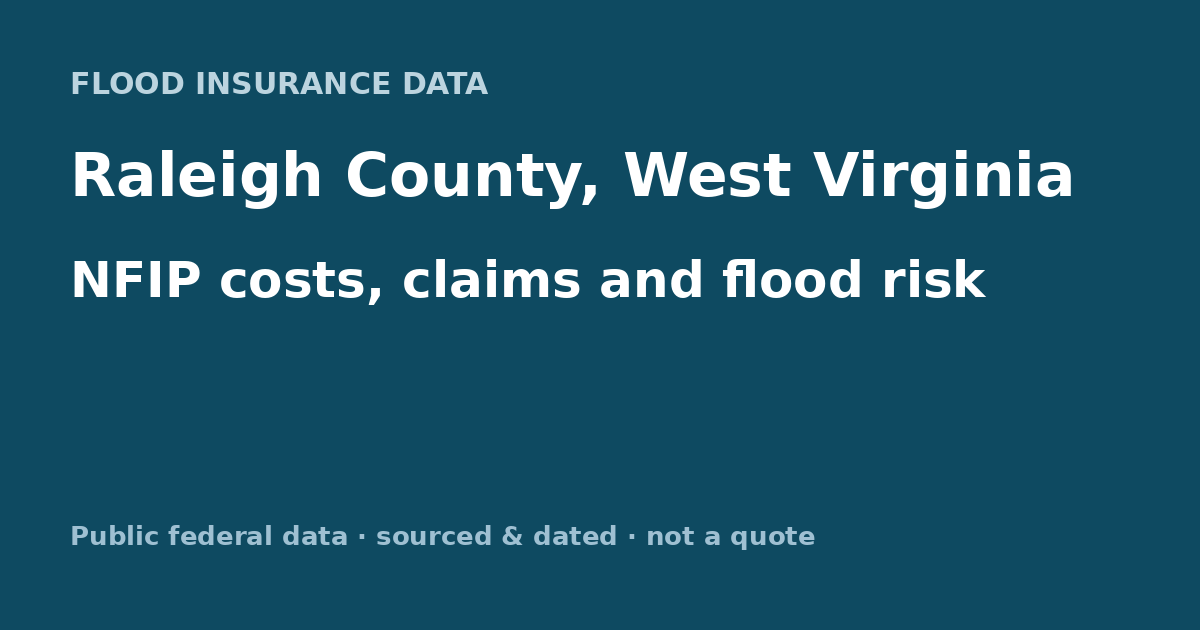 FLOOD INSURANCE DATA
Raleigh County, West Virginia
NFIP costs, claims and flood risk
Public federal data · sourced & dated · not a quote